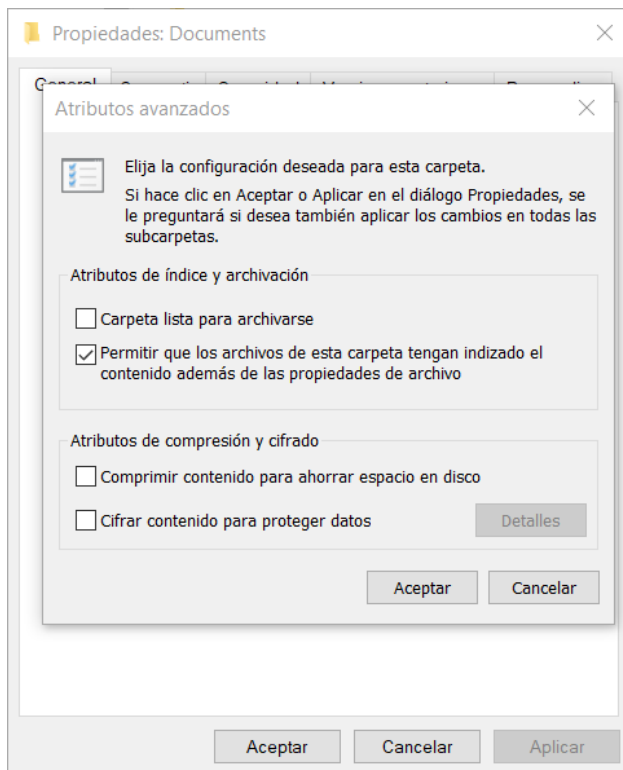 Propiedades: Documents
General
Atributos avanzados
Elija la configuración deseada para esta carpeta.
Si hace clic en Aceptar o Aplicar en el diálogo Propiedades, se
le preguntará si desea también aplicar los cambios en todas las
subcarpetas.
Atributos de índice y archivación
Carpeta lista para archivarse
Permitir que los archivos de esta carpeta tengan indizado el
contenido además de las propiedades de archivo
Atributos de compresión y cifrado
Comprimir contenido para ahorrar espacio en disco
Cifrar contenido para proteger datos
Detalles
Aceptar Cancelar
Aceptar Cancelar Aplicar